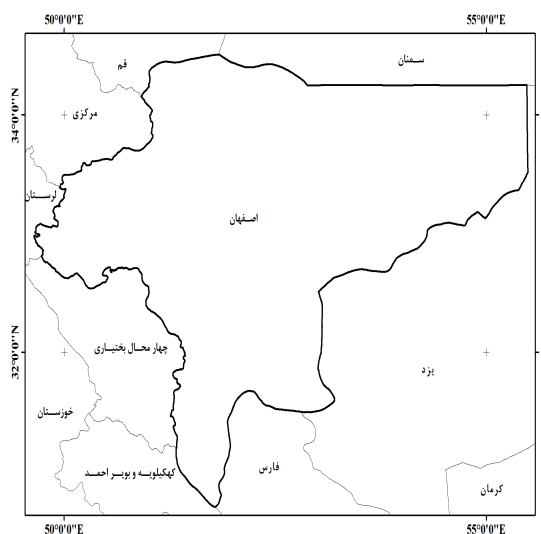 50°0'0"E 55°0'0"E
سمنان
قم
34°0'0"N
مرکزی
لرستان
اصفهان
چهار محال بختیاری
32°0'0"N
یزد
خوزستان
فارس
کهکیلویه و بویر احمد
کرمان
50°0'0"E 55°0'0"E